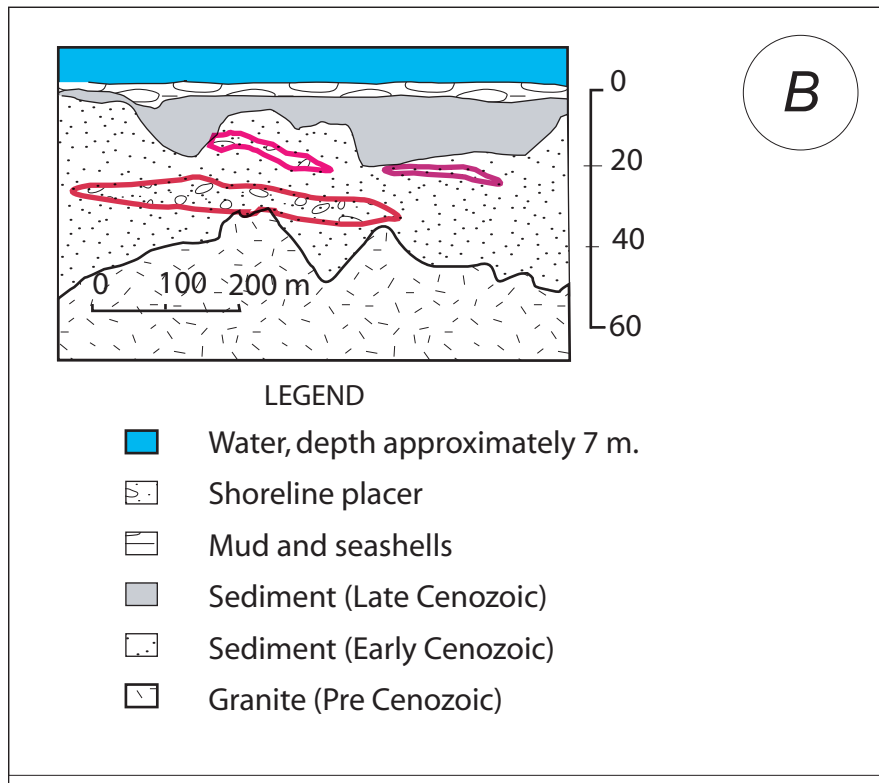 B
0
20
40
60
0 100 200 m
LEGEND
Water, depth approximately 7 m.
Shoreline placer
Mud and seashells
Sediment (Late Cenozoic)
Sediment (Early Cenozoic)
Granite (Pre Cenozoic)